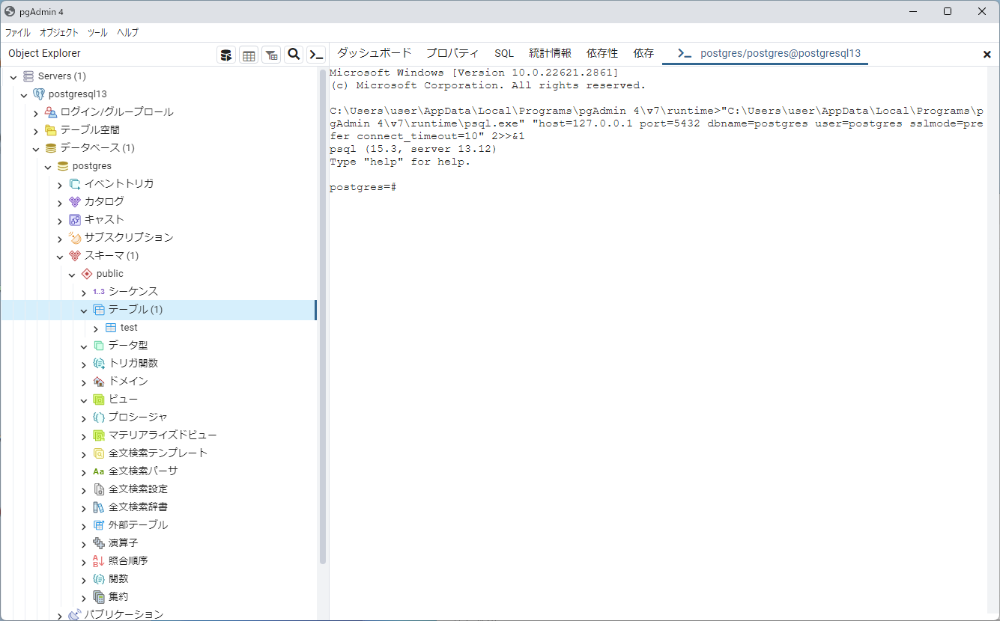 pgAdmin 4
ファイル オブジェクト ツール ヘルプ
Object Explorer
ダッシュボード プロパティ SQL 統計情報 依存性 依存 postgres/postgres@postgresql13
Servers (1)
postgresql13
ログイン/グループロール
テーブル空間
データベース (1)
postgres
イベントトリガ
カタログ
キャスト
サブスクリプション
スキーマ (1)
public
1..3 シーケンス
テーブル (1)
test
データ型
トリガ関数
ドメイン
ビュー
プロシージャ
マテリアライズドビュー
全文検索テンプレート
Aa 全文検索パーサ
全文検索設定
全文検索辞書
外部テーブル
演算子
照合順序
関数
集約
パブリケーション
Microsoft Windows [Version 10.0.22621.2861]
(c) Microsoft Corporation. All rights reserved.
C:\Users\user\AppData\Local\Programs\pgAdmin 4\v7\runtime>"C:\Users\user\AppData\Local\Programs\p
gAdmin 4\v7\runtime\psql.exe" "host=127.0.0.1 port=5432 dbname=postgres user=postgres sslmode=pre
fer connect_timeout=10" 2>>&1
psql (15.3, server 13.12)
Type "help" for help.
postgres=#